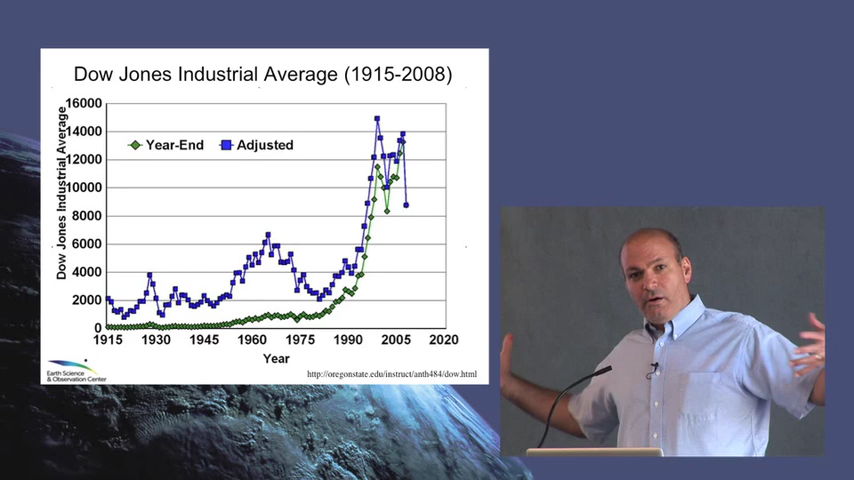 Dow Jones Industrial Average (1915-2008)
16000
14000
12000
10000
8000
6000
4000
2000
0
Dow Jones Industrial Average
Year-End
Adjusted
1915 1930 1945 1960 1975 1990 2005 2020
Year
Earth Science
& Observation Center
http://oregonstate.edu/instruct/anth484/dow.html